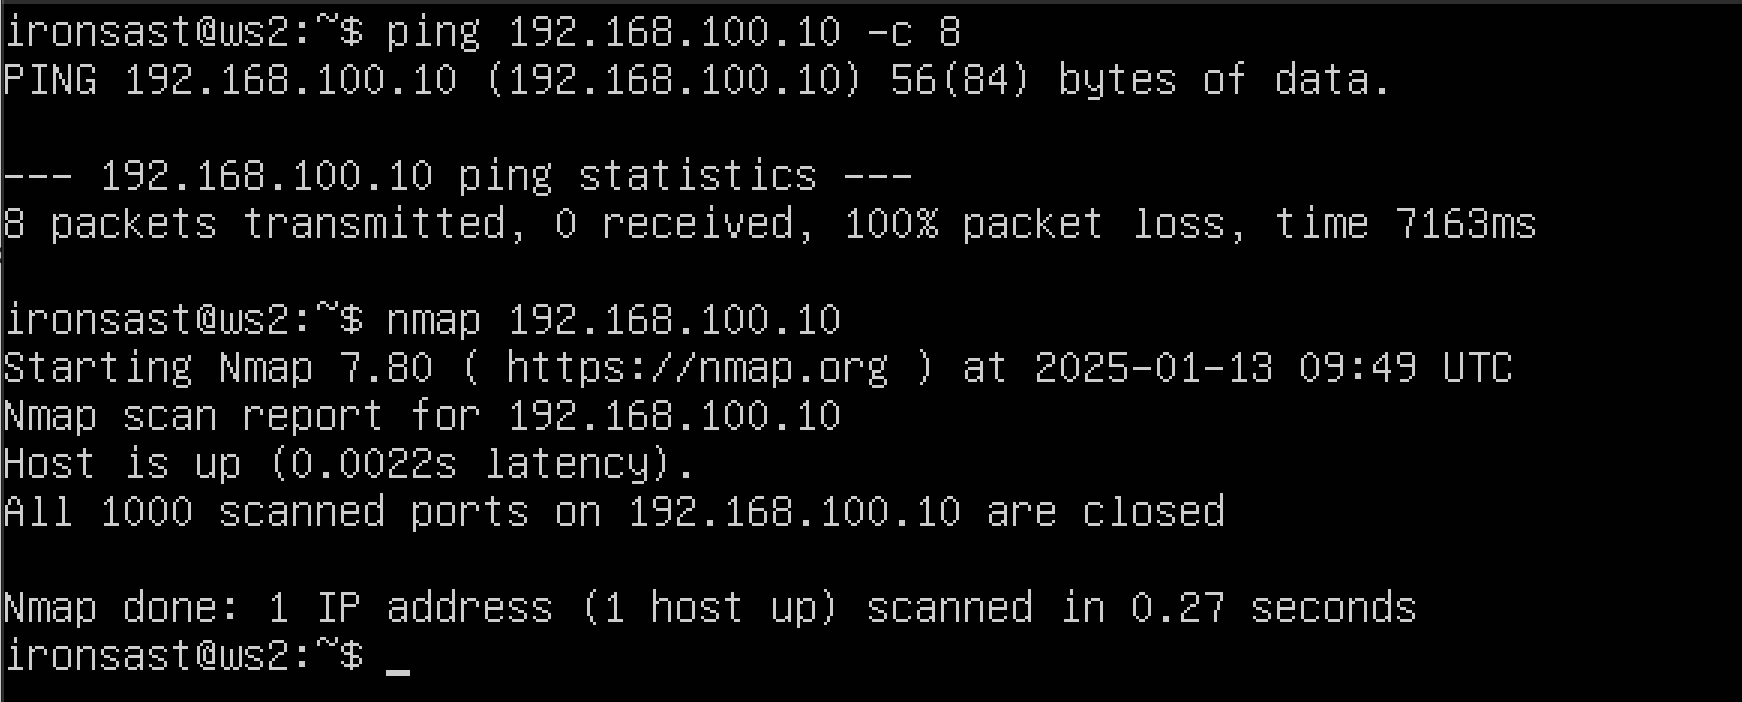 ironsast@ws2:~$ ping 192.168.100.10 -c 8
PING 192.168.100.10 (192.168.100.10) 56(84) bytes of data.
--- 192.168.100.10 ping statistics ---
8 packets transmitted, 0 received, 100% packet loss, time 7163ms
ironsast@ws2:~$ nmap 192.168.100.10
Starting Nmap 7.80 ( https://nmap.org ) at 2025-01-13 09:49 UTC
Nmap scan report for 192.168.100.10
Host is up (0.0022s latency).
All 1000 scanned ports on 192.168.100.10 are closed
Nmap done: 1 IP address (1 host up) scanned in 0.27 seconds
ironsast@ws2:~$ _